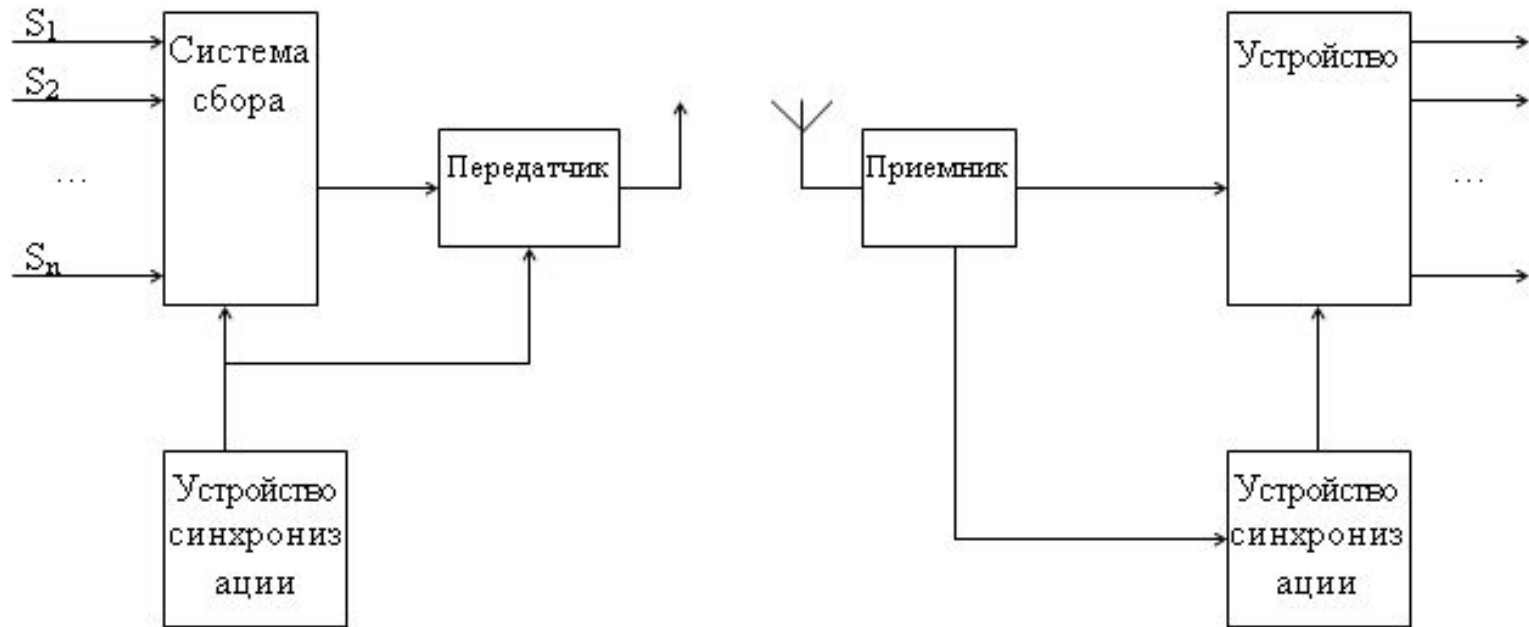 S1
S2
...
Sn
Система
сбора
Передатчик
Устройство
синхрониз
ации
Приемник
Устройство
...
Устройство
синхрониз
ации